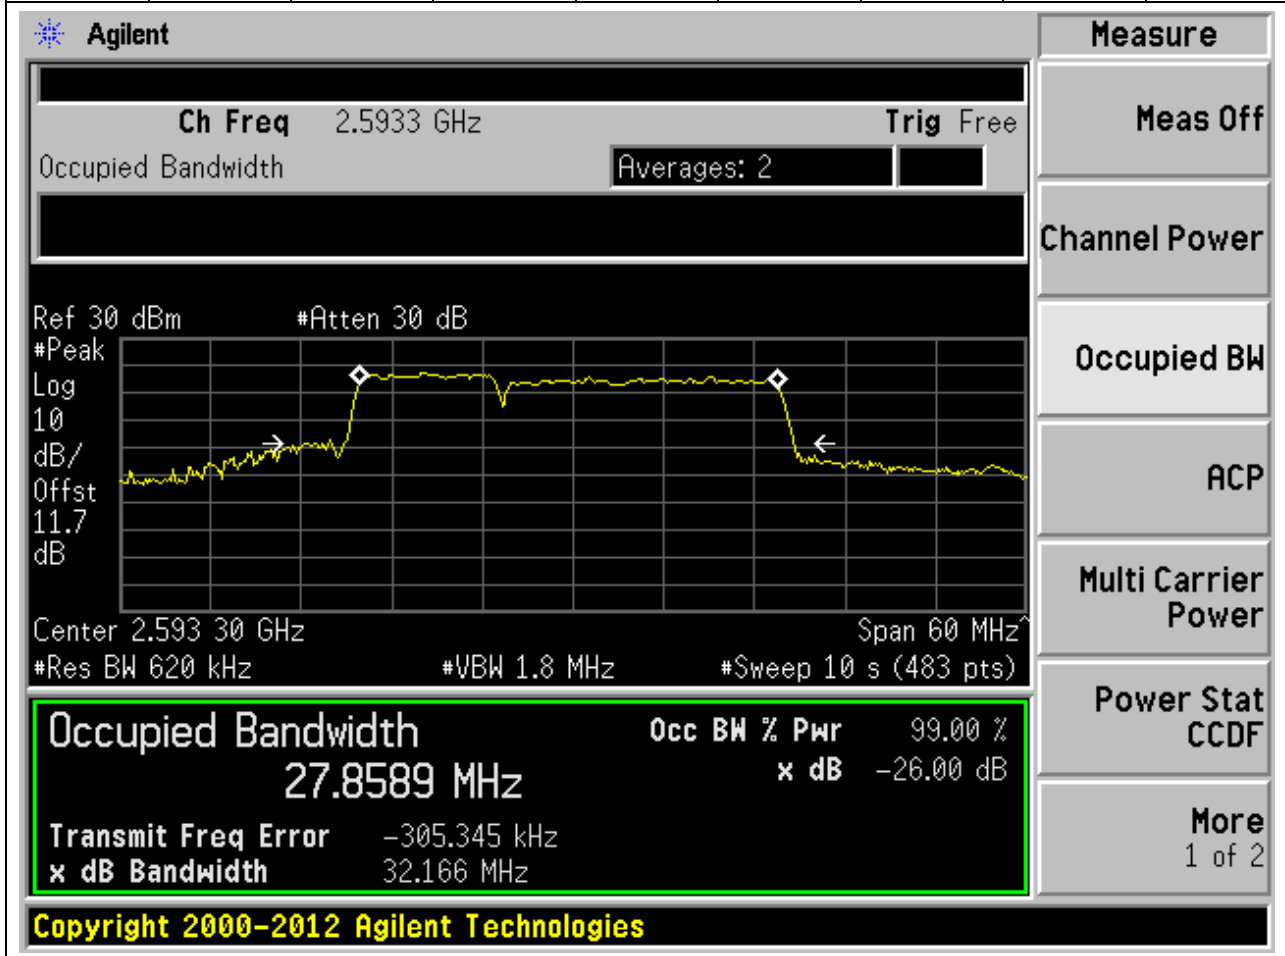 Agilent
Measure
Ch Freq 2.5933 GHz Trig Free
Occupied Bandwidth Averages: 2
Meas Off
Channel Power
Occupied BW
ACP
Multi Carrier
Power
Power Stat
CCDF
More
1 of 2
Ref 30 dBm #Atten 30 dB
#Peak
Log
10
dB/
Offst
11.7
dB
Center 2.593 30 GHz Span 60 MHz^
#Res BW 620 kHz #VBW 1.8 MHz #Sweep 10 s (483 pts)
Occupied Bandwidth Occ BW % Pwr 99.00 %
27.8589 MHz x dB -26.00 dB
Transmit Freq Error -305.345 kHz
x dB Bandwidth 32.166 MHz
Copyright 2000-2012 Agilent Technologies